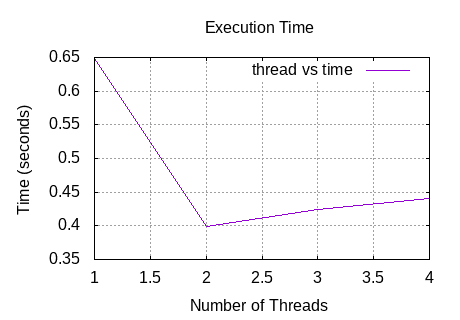 Execution Time
0.65
thread vs time
0.6
0.55
0.5
0.45
0.4
0.35
Time (seconds)
1 1.5 2 2.5 3 3.5 4
Number of Threads